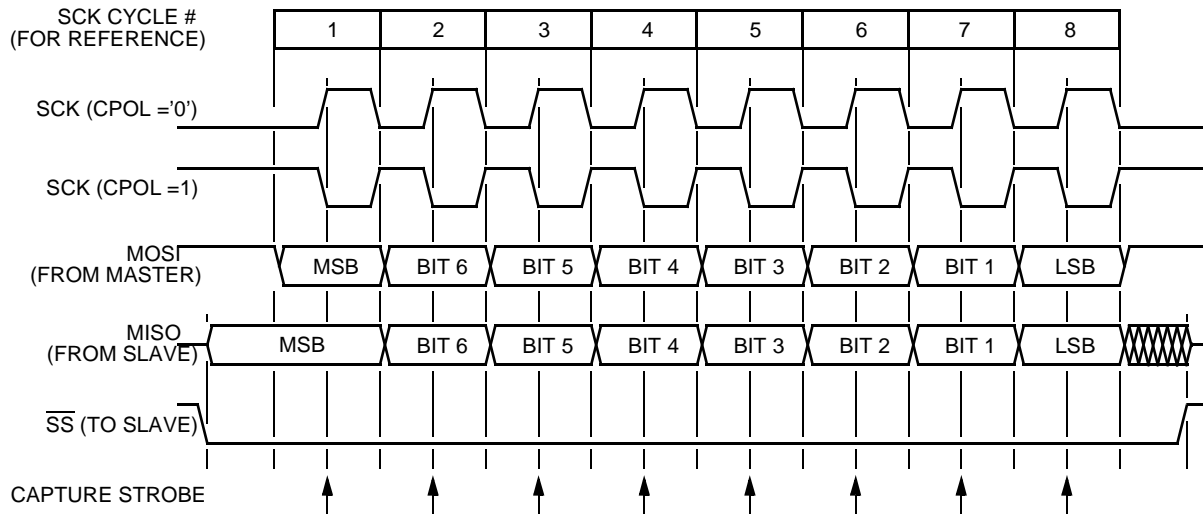 SCK CYCLE #
(FOR REFERENCE)
1 2 3 4 5 6 7 8
SCK (CPOL ='0')
SCK (CPOL =1)
MOSI
(FROM MASTER)
MSB BIT 6 BIT 5 BIT 4 BIT 3 BIT 2 BIT 1 LSB
MISO
(FROM SLAVE)
MSB BIT 6 BIT 5 BIT 4 BIT 3 BIT 2 BIT 1 LSB
SS (TO SLAVE)
CAPTURE STROBE